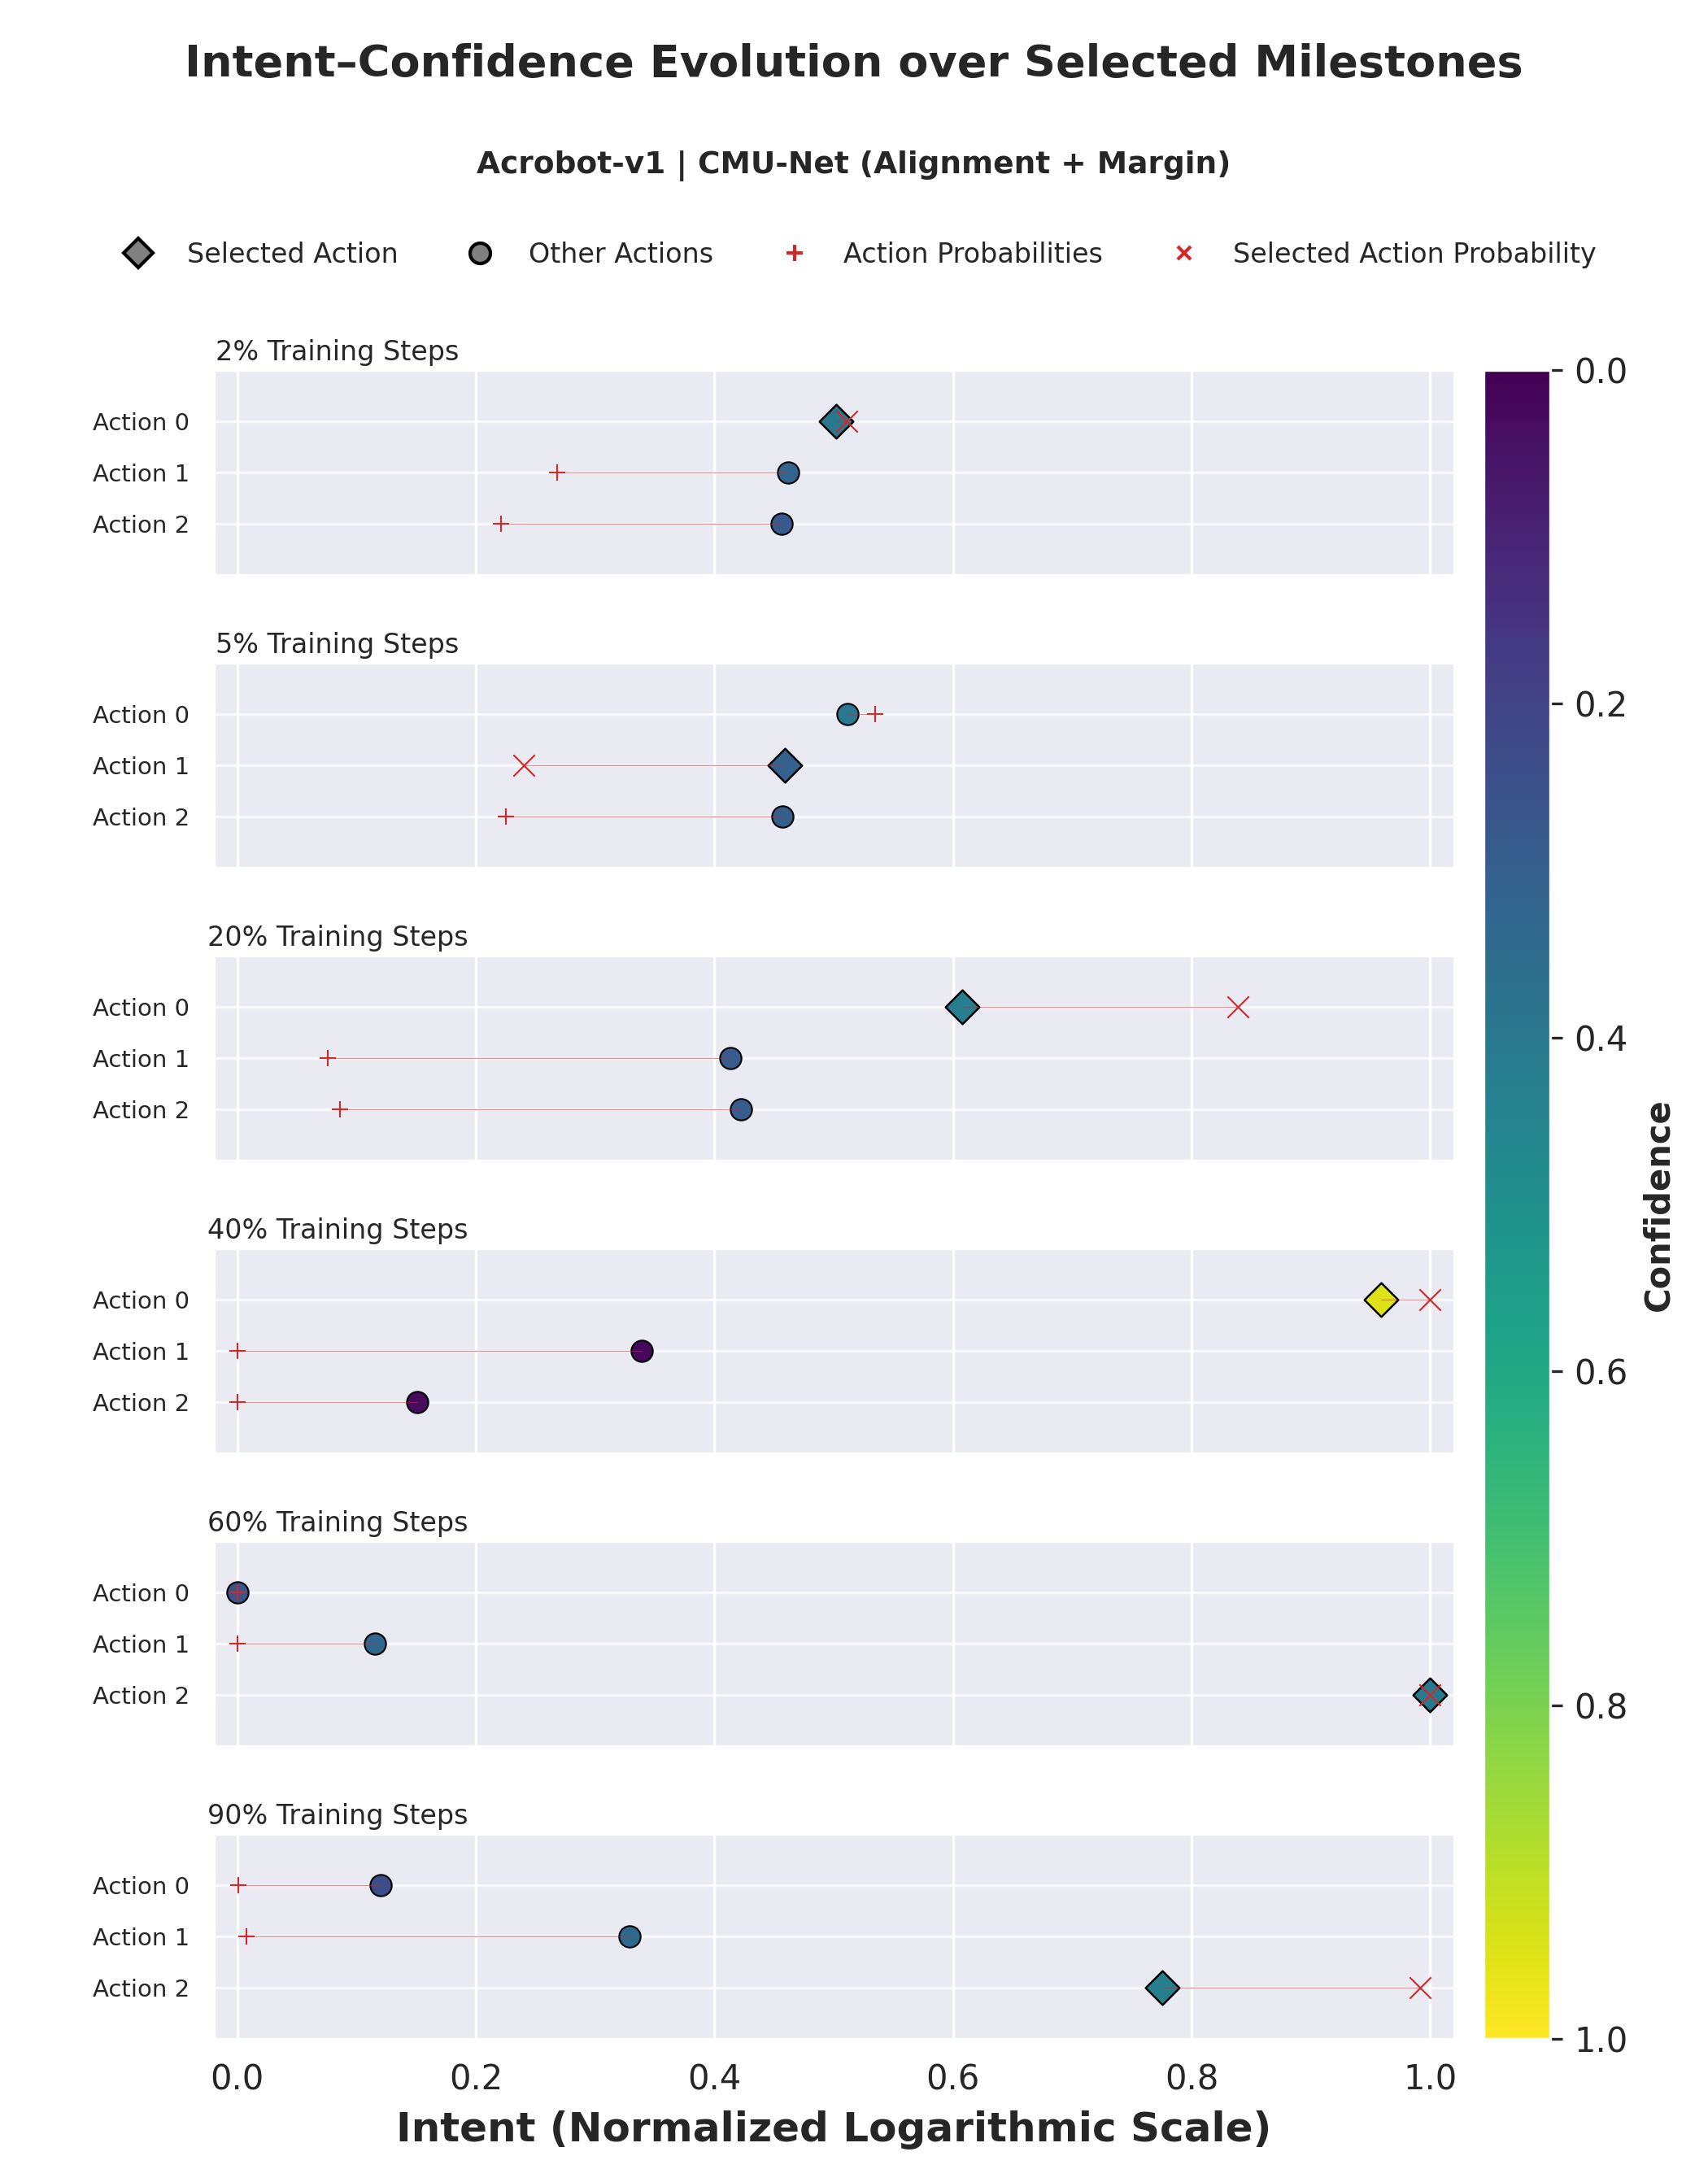 Intent–Confidence Evolution over Selected Milestones
Acrobot-v1 | CMU-Net (Alignment + Margin)
Selected Action Other Actions Action Probabilities Selected Action Probability
2% Training Steps
Action 0
Action 1
Action 2
5% Training Steps
Action 0
Action 1
Action 2
20% Training Steps
Action 0
Action 1
Action 2
40% Training Steps
Action 0
Action 1
Action 2
60% Training Steps
Action 0
Action 1
Action 2
90% Training Steps
Action 0
Action 1
Action 2
0.0 0.2 0.4 0.6 0.8 1.0
Intent (Normalized Logarithmic Scale)
0.0
0.2
0.4
0.6
0.8
1.0
Confidence